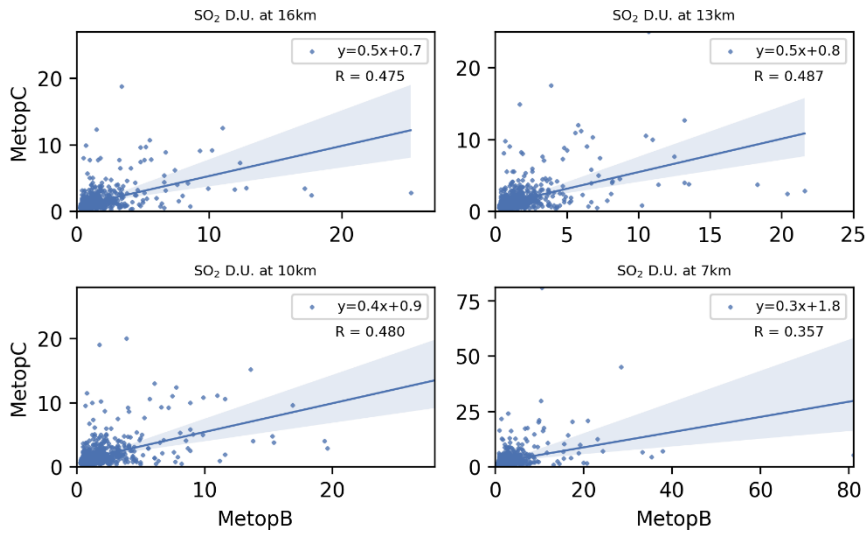 SO₂ D.U. at 16km
y=0.5x+0.7
R = 0.475
MetopC
20
10
0
0 10 20
SO₂ D.U. at 13km
y=0.5x+0.8
R = 0.487
20
10
0
0 5 10 15 20 25
SO₂ D.U. at 10km
y=0.4x+0.9
R = 0.480
MetopC
20
10
0
0 10 20
MetopB
SO₂ D.U. at 7km
y=0.3x+1.8
R = 0.357
75
50
25
0
0 20 40 60 80
MetopB